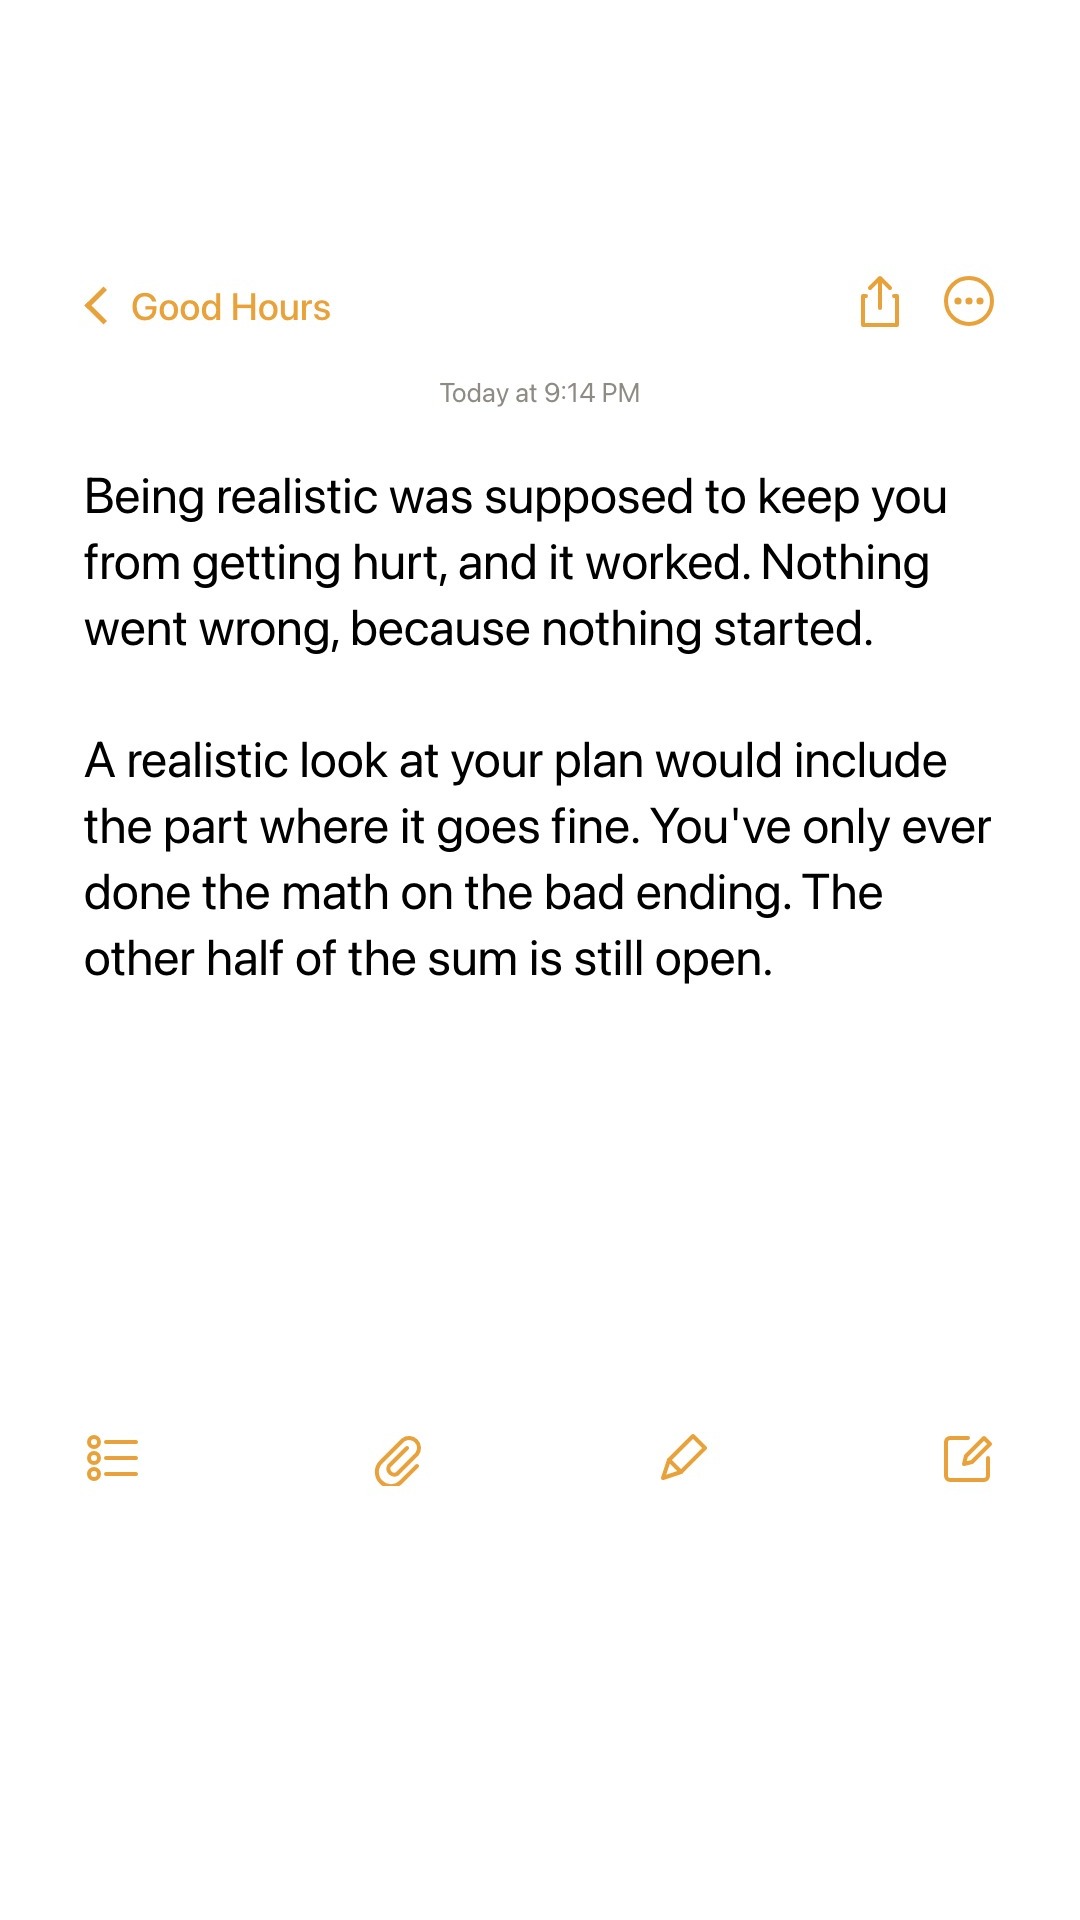 Good Hours
Today at 9:14 PM
Being realistic was supposed to keep you
from getting hurt, and it worked. Nothing
went wrong, because nothing started.
A realistic look at your plan would include
the part where it goes fine. You've only ever
done the math on the bad ending. The
other half of the sum is still open.